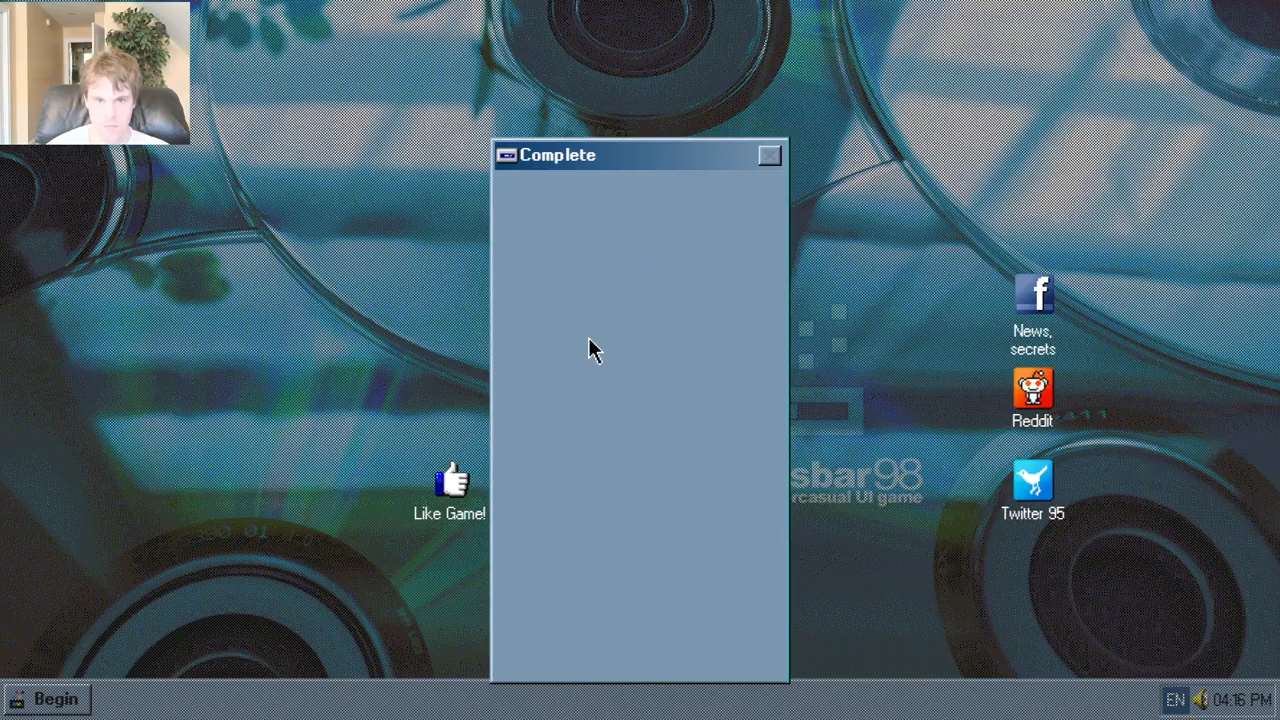 Complete
News,
secrets
Reddit
sbar98
rcasual UI game
Like Game!
Twitter 95
Begin
EN
04:16 PM